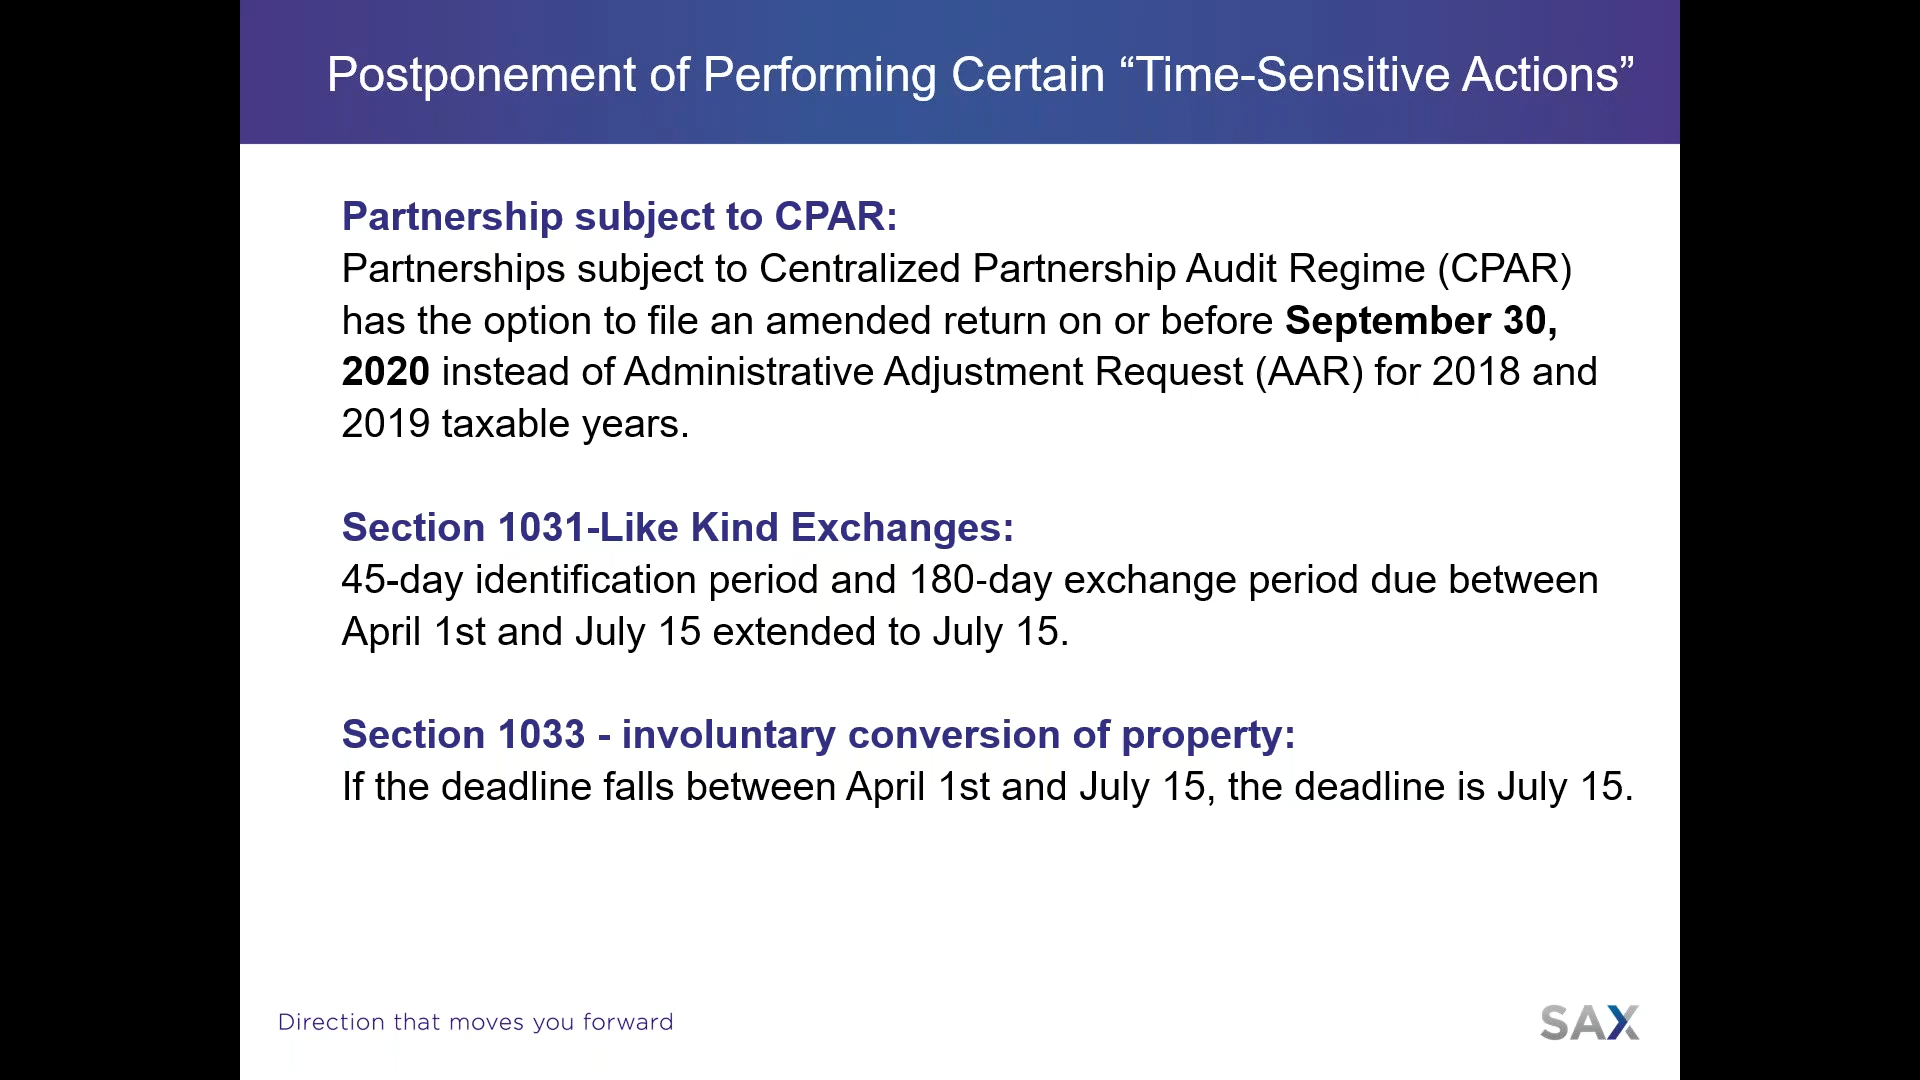 Postponement of Performing Certain “Time-Sensitive Actions”
Partnership subject to CPAR:
Partnerships subject to Centralized Partnership Audit Regime (CPAR)
has the option to file an amended return on or before September 30,
2020 instead of Administrative Adjustment Request (AAR) for 2018 and
2019 taxable years.
Section 1031-Like Kind Exchanges:
45-day identification period and 180-day exchange period due between
April 1st and July 15 extended to July 15.
Section 1033 - involuntary conversion of property:
If the deadline falls between April 1st and July 15, the deadline is July 15.
Direction that moves you forward
SAX